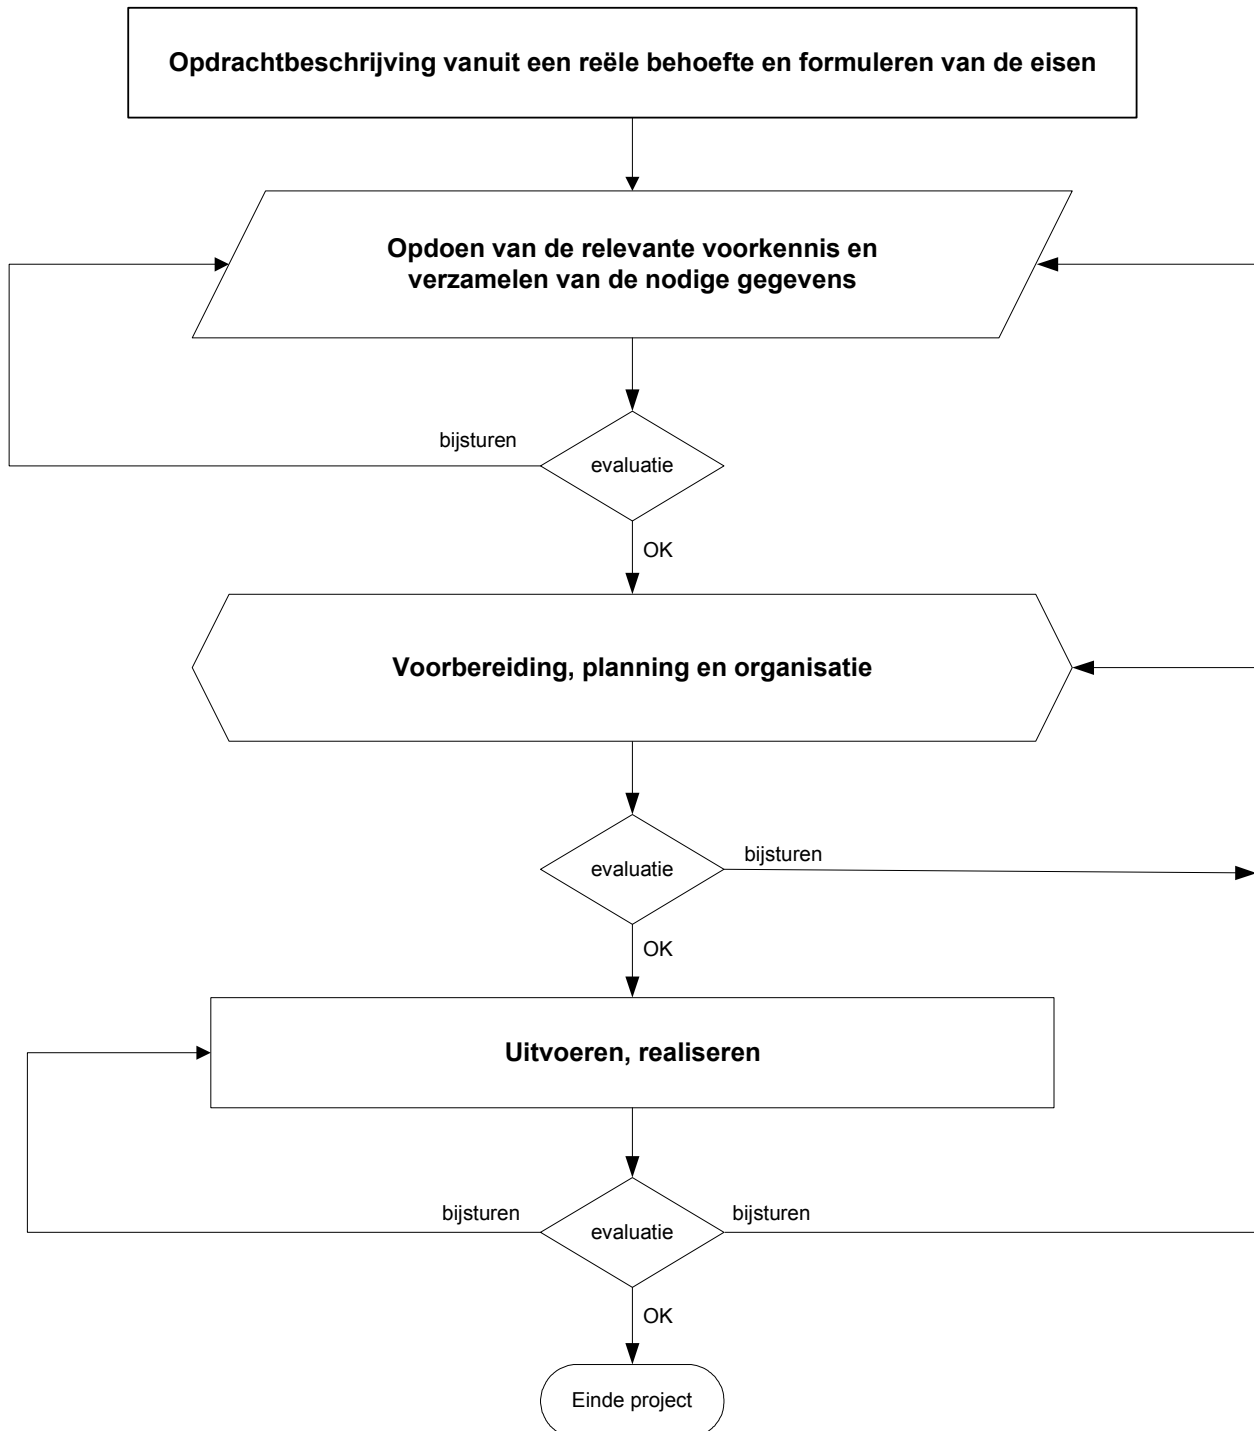 Opdrachtbeschrijving vanuit een reële behoefte en formuleren van de eisen
Opdoen van de relevante voorkennis en
verzamelen van de nodige gegevens
bijsturen
evaluatie
OK
Voorbereiding, planning en organisatie
evaluatie
bijsturen
OK
Uitvoeren, realiseren
bijsturen
evaluatie
bijsturen
OK
Einde project